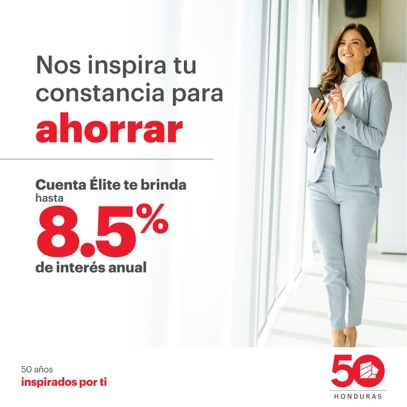 Nos inspira tu
constancia para
ahorrar
Cuenta Élite te brinda
hasta
8.5%
de interés anual
50 años
inspirados por ti
50
HONDURAS